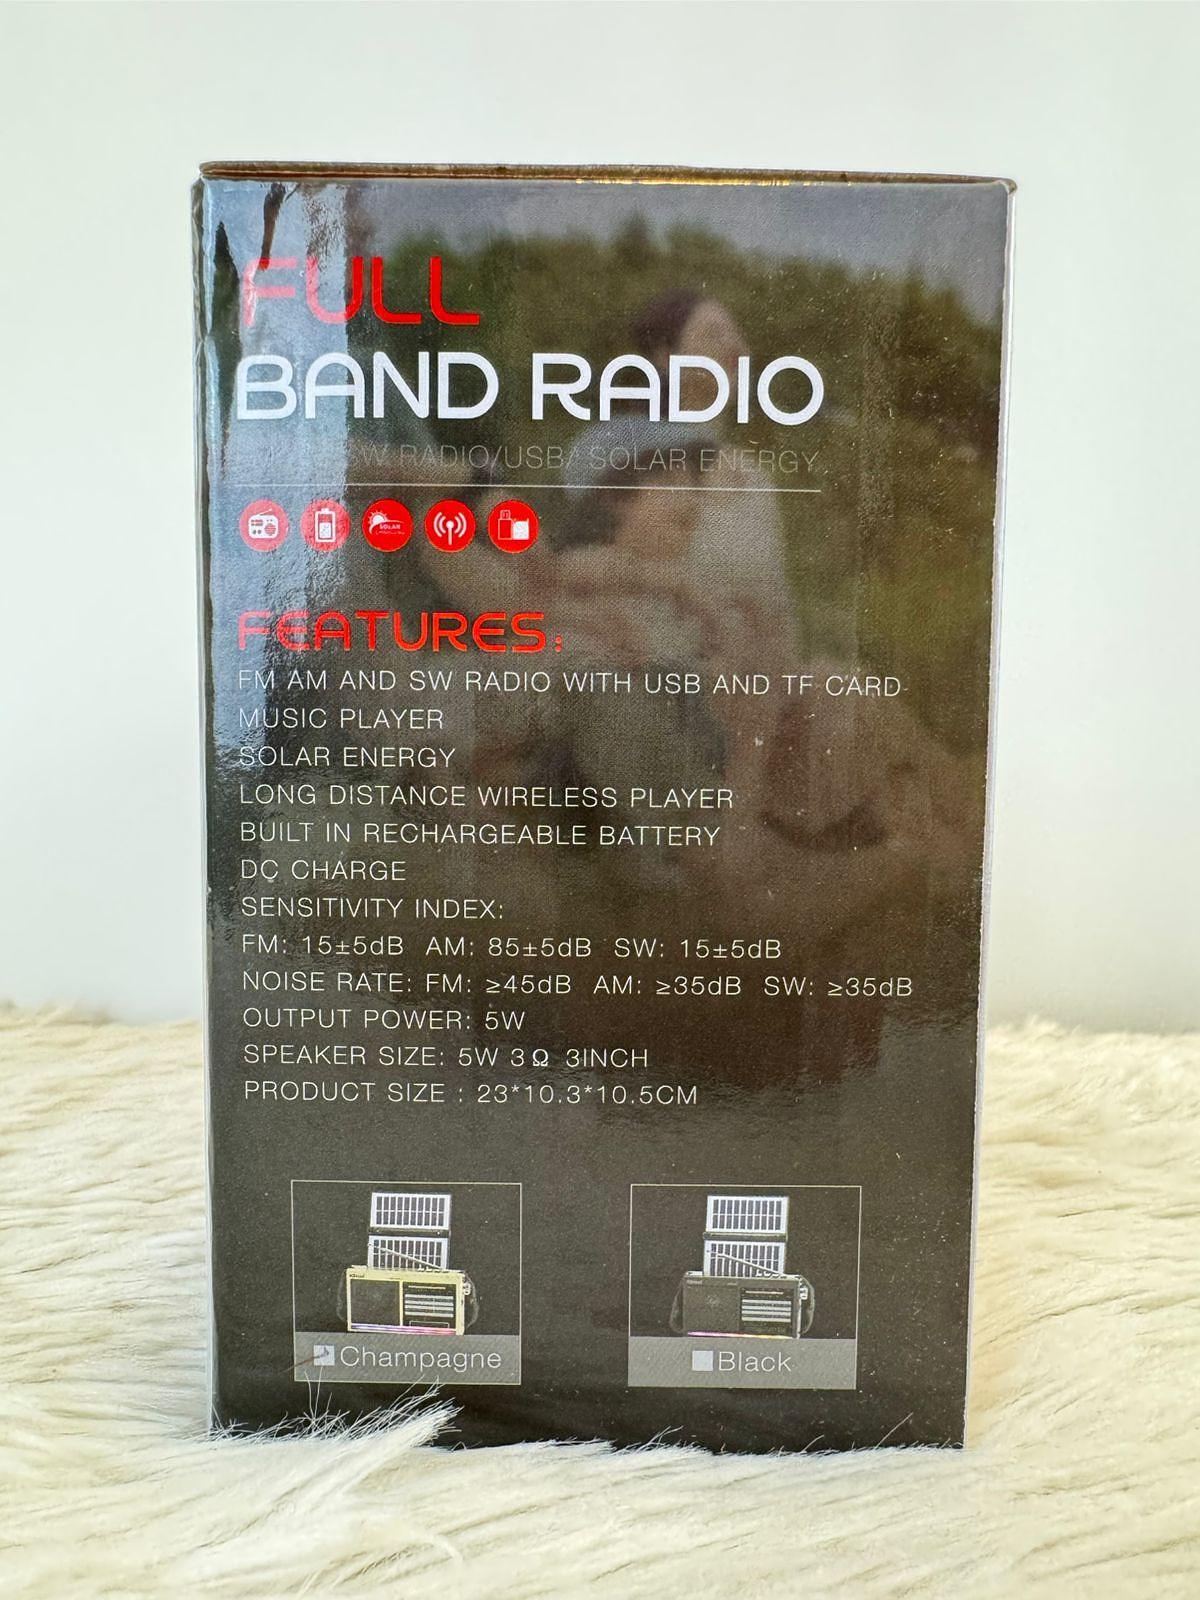 FULL
BAND RADIO
SW RADIO/USB/ SOLAR ENERGY
SOLAR
FEATURES:
FM AM AND SW RADIO WITH USB AND TF CARD
MUSIC PLAYER
SOLAR ENERGY
LONG DISTANCE WIRELESS PLAYER
BUILT IN RECHARGEABLE BATTERY
DC CHARGE
SENSITIVITY INDEX:
FM: 15±5dB AM: 85±5dB SW: 15±5dB
NOISE RATE: FM: ≥45dB AM: ≥35dB SW: ≥35dB
OUTPUT POWER: 5W
SPEAKER SIZE: 5W 3Ω 3INCH
PRODUCT SIZE : 23*10.3*10.5CM
Champagne
Black